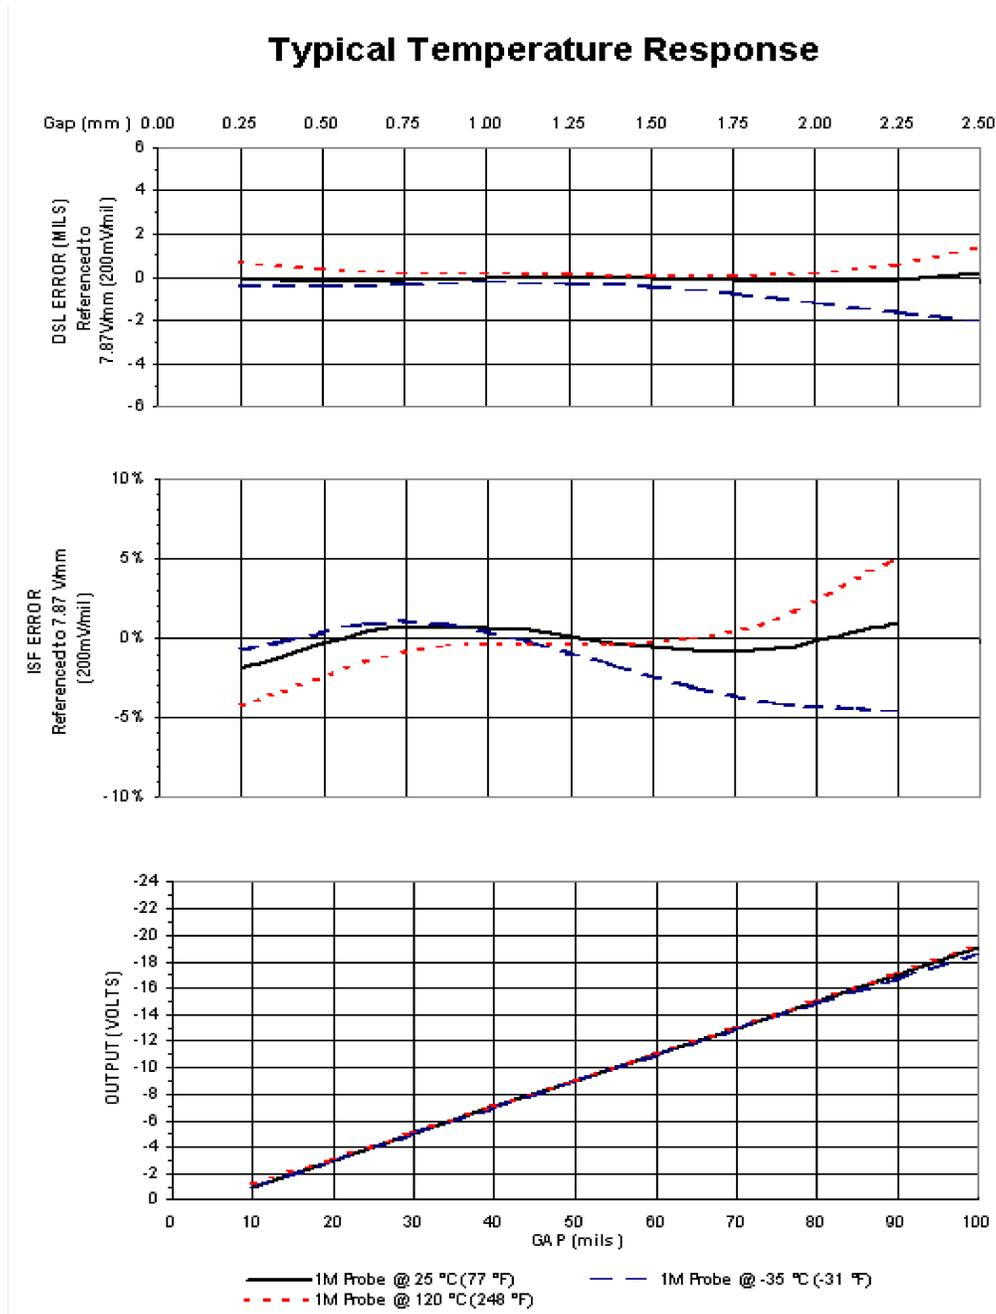 Typical Temperature Response
Gap (mm) 0.00 0.25 0.50 0.75 1.00 1.25 1.50 1.75 2.00 2.25 2.50
DSL ERROR (MILS)
Referenced to
7.87V/mm (200mV/mil)
6
4
2
0
-2
-4
-6
ISF ERROR
Referenced to 7.87 V/mm
(200mV/mil)
10%
5%
0%
-5%
-10%
OUTPUT (VOLTS)
-24
-22
-20
-18
-16
-14
-12
-10
-8
-6
-4
-2
0
0 10 20 30 40 50 60 70 80 90 100
GAP (mils)
1M Probe @ 25 °C (77 °F) 1M Probe @ -35 °C (-31 °F)
1M Probe @ 120 °C (248 °F)